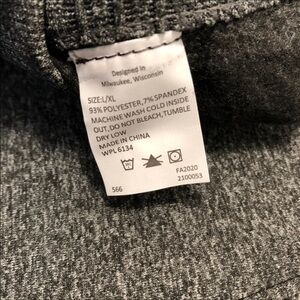 Designed in
Milwaukee, Wisconsin
SIZE:L/XL
93% POLYESTER,7% SPANDEX
MACHINE WASH COLD INSIDE
OUT,DO NOT BLEACH,TUMBLE
DRY LOW
MADE IN CHINA
WPL 6134
FA2020
566
2100053